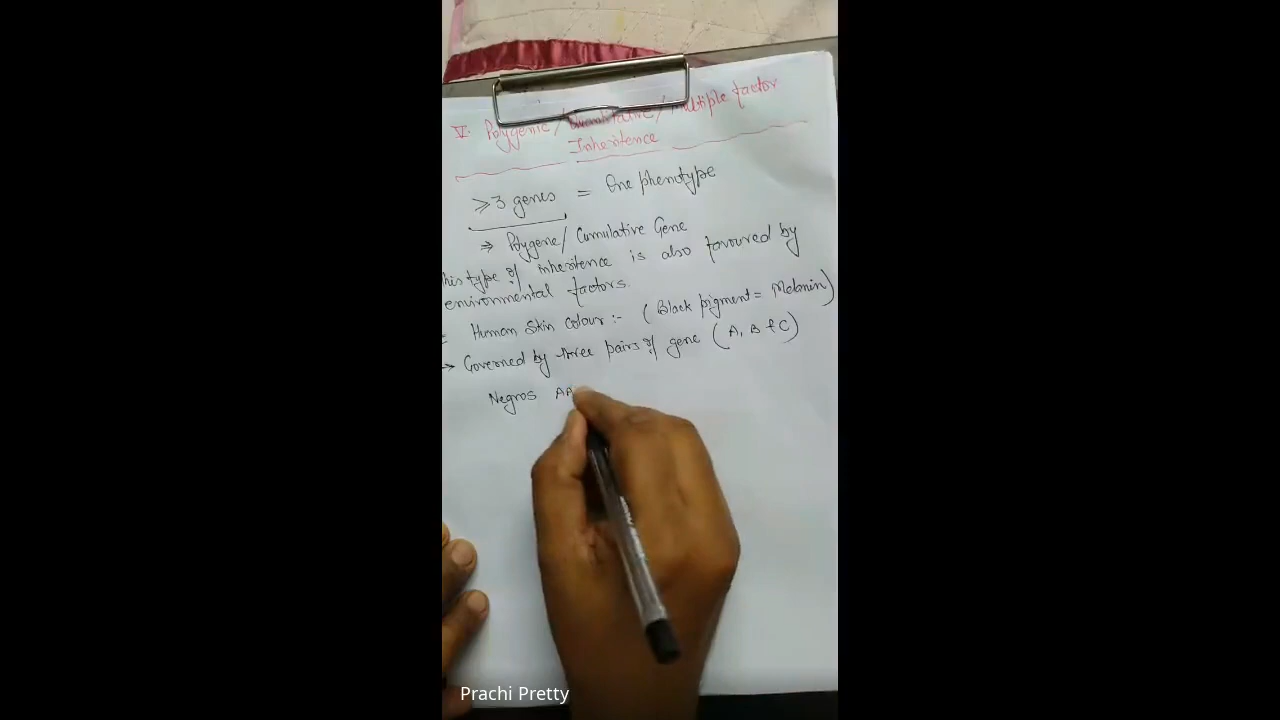 V. Polygenic / Quantitative / Multiple factor
Inheritence
≥3 genes = One phenotype
⇒ Polygene/ Cumulative Gene
This type of inheritence is also favoured by
environmental factors.
Human Skin colour :- (Black pigment = Melanin)
→ Governed by three pairs of gene (A, B & C)
Negros AA
Prachi Pretty